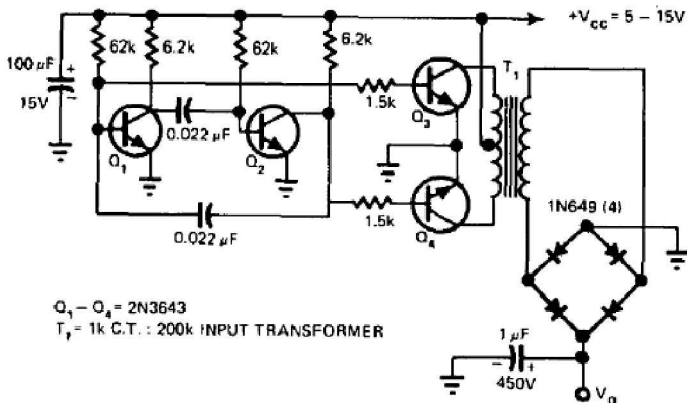 +Vcc = 5 – 15V
62k
6.2k
62k
6.2k
100 µF
+
15V
–
T1
1.5k
Q3
0.022 µF
Q1
Q2
1.5k
Q4
0.022 µF
1N649 (4)
Q1 – Q4 = 2N3643
T1 = 1k C.T. : 200k INPUT TRANSFORMER
1 µF
– +
450V
Vo